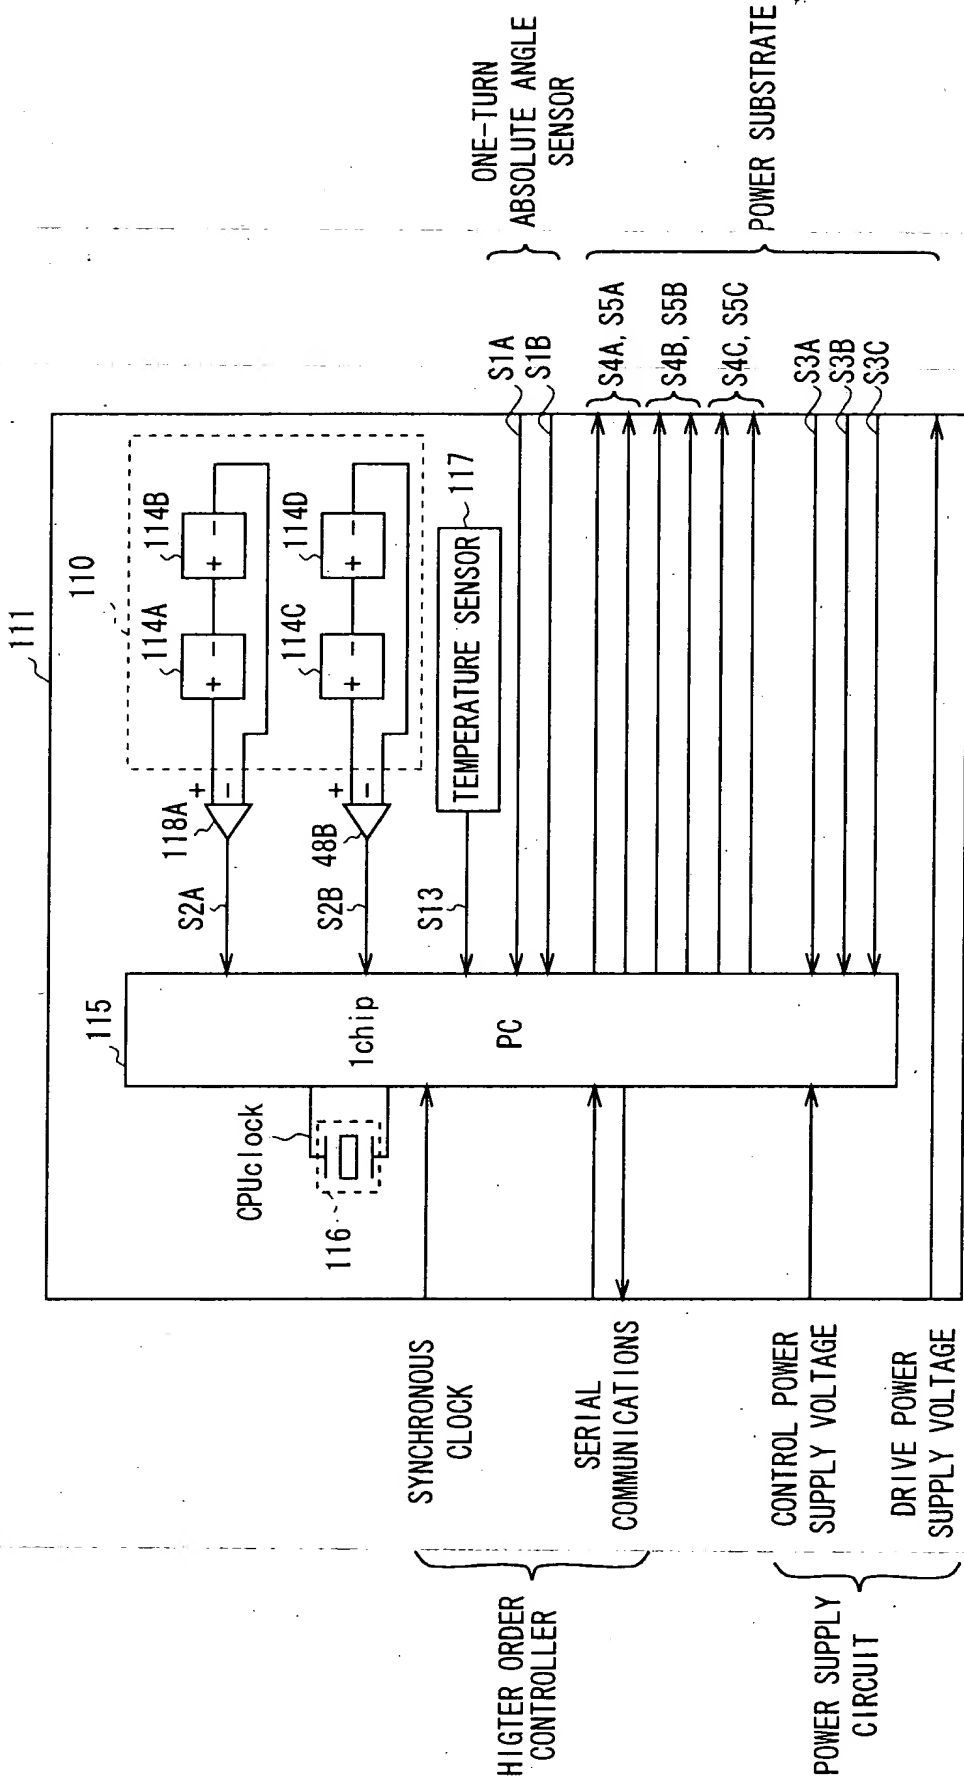 111
110
114A
114B
114C
114D
+ -
+ -
+ -
+ -
+
-
+
-
118A
48B
S2A
S2B
S13
TEMPERATURE SENSOR
117
115
1chip
PC
CPUclock
116
S1A
S1B
S4A, S5A
S4B, S5B
S4C, S5C
S3A
S3B
S3C
ONE-TURN
ABSOLUTE ANGLE
SENSOR
POWER SUBSTRATE
SYNCHRONOUS
CLOCK
SERIAL
COMMUNICATIONS
HIGTER ORDER
CONTROLLER
CONTROL POWER
SUPPLY VOLTAGE
DRIVE POWER
SUPPLY VOLTAGE
POWER SUPPLY
CIRCUIT